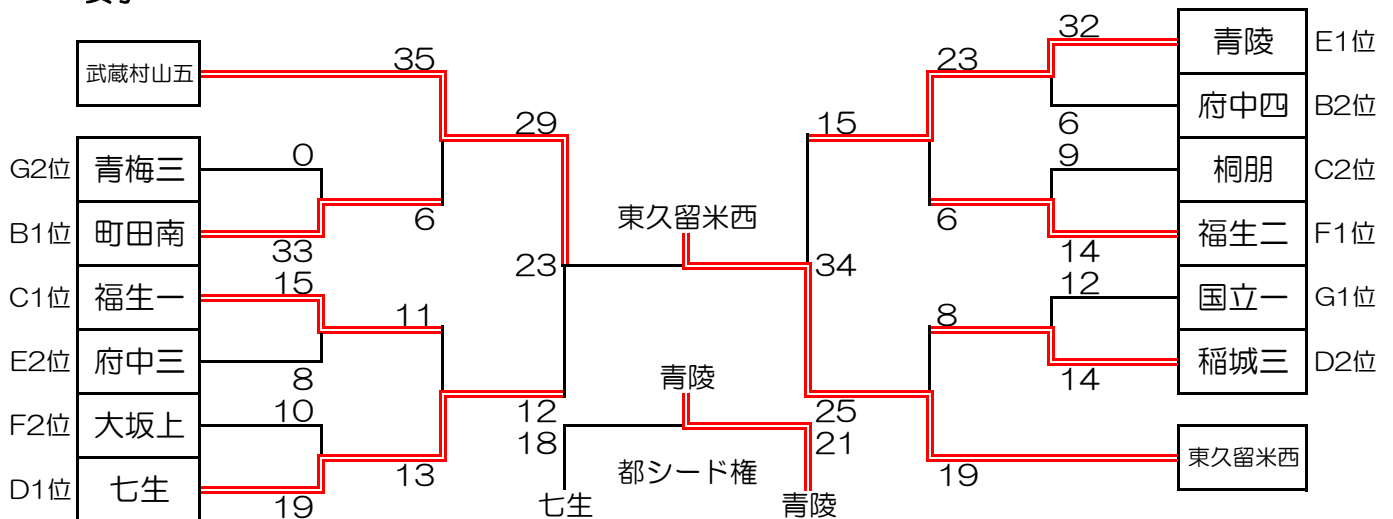 32
青陵 E1位
35
23
武蔵村山五
府中四 B2位
29
15
6
0
9
G2位 青梅三
桐朋 C2位
6
東久留米西
6
B1位 町田南
福生二 F1位
33
14
23
34
15
12
C1位 福生一
国立一 G1位
11
8
E2位 府中三
稲城三 D2位
8
青陵
14
10
12
25
F2位 大坂上
18
21
東久留米西
13
都シード権
19
D1位 七生
19
七生
青陵